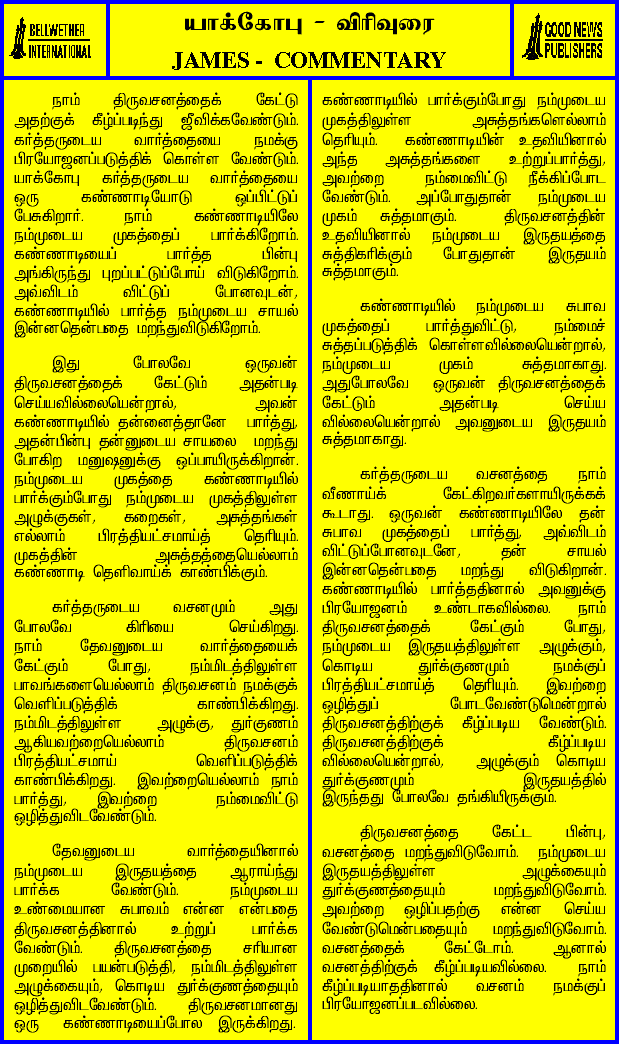 BELLWETHER
INTERNATIONAL
யாக்கோபு - விரிவுரை
JAMES - COMMENTARY
GOOD NEWS
PUBLISHERS
நாம் திருவசனத்தைக் கேட்டு
அதற்குக் கீழ்ப்படிந்து ஜீவிக்கவேண்டும்.
கர்த்தருடைய வார்த்தையை நமக்கு
பிரயோஜனப்படுத்திக் கொள்ள வேண்டும்.
யாக்கோபு கர்த்தருடைய வார்த்தையை
ஒரு கண்ணாடியோடு ஒப்பிட்டுப்
பேசுகிறார். நாம் கண்ணாடியிலே
நம்முடைய முகத்தைப் பார்க்கிறோம்.
கண்ணாடியைப் பார்த்த பின்பு
அங்கிருந்து புறப்பட்டுப்போய் விடுகிறோம்.
அவ்விடம் விட்டுப் போனவுடன்,
கண்ணாடியில் பார்த்த நம்முடைய சாயல்
இன்னதென்பதை மறந்துவிடுகிறோம்.
இது போலவே ஒருவன்
திருவசனத்தைக் கேட்டும் அதன்படி
செய்யவில்லையென்றால், அவன்
கண்ணாடியில் தன்னைத்தானே பார்த்து,
அதன்பின்பு தன்னுடைய சாயலை மறந்து
போகிற மனுஷனுக்கு ஒப்பாயிருக்கிறான்.
நம்முடைய முகத்தை கண்ணாடியில்
பார்க்கும்போது நம்முடைய முகத்திலுள்ள
அழுக்குகள், கறைகள், அசுத்தங்கள்
எல்லாம் பிரத்தியட்சமாய்த் தெரியும்.
முகத்தின் அசுத்தத்தையெல்லாம்
கண்ணாடி தெளிவாய்க் காண்பிக்கும்.
கர்த்தருடைய வசனமும் அது
போலவே கிரியை செய்கிறது.
நாம் தேவனுடைய வார்த்தையைக்
கேட்கும் போது, நம்மிடத்திலுள்ள
பாவங்களையெல்லாம் திருவசனம் நமக்குக்
வெளிப்படுத்திக் காண்பிக்கிறது.
நம்மிடத்திலுள்ள அழுக்கு, துர்குணம்
ஆகியவற்றையெல்லாம் திருவசனம்
பிரத்தியட்சமாய் வெளிப்படுத்திக்
காண்பிக்கிறது. இவற்றையெல்லாம் நாம்
பார்த்து, இவற்றை நம்மைவிட்டு
ஒழித்துவிடவேண்டும்.
தேவனுடைய வார்த்தையினால்
நம்முடைய இருதயத்தை ஆராய்ந்து
பார்க்க வேண்டும். நம்முடைய
உண்மையான சுபாவம் என்ன என்பதை
திருவசனத்தினால் உற்றுப் பார்க்க
வேண்டும். திருவசனத்தை சரியான
முறையில் பயன்படுத்தி, நம்மிடத்திலுள்ள
அழுக்கையும், கொடிய துர்க்குணத்தையும்
ஒழித்துவிடவேண்டும். திருவசனமானது
ஒரு கண்ணாடியைப்போல இருக்கிறது.
கண்ணாடியில் பார்க்கும்போது நம்முடைய
முகத்திலுள்ள அசுத்தங்களெல்லாம்
தெரியும். கண்ணாடியின் உதவியினால்
அந்த அசுத்தங்களை உற்றுப்பார்த்து,
அவற்றை நம்மைவிட்டு நீக்கிப்போட
வேண்டும். அப்போதுதான் நம்முடைய
முகம் சுத்தமாகும். திருவசனத்தின்
உதவியினால் நம்முடைய இருதயத்தை
சுத்திகரிக்கும் போதுதான் இருதயம்
சுத்தமாகும்.
கண்ணாடியில் நம்முடைய சுபாவ
முகத்தைப் பார்த்துவிட்டு, நம்மைச்
சுத்தப்படுத்திக் கொள்ளவில்லையென்றால்,
நம்முடைய முகம் சுத்தமாகாது.
அதுபோலவே ஒருவன் திருவசனத்தைக்
கேட்டும் அதன்படி செய்ய
வில்லையென்றால் அவனுடைய இருதயம்
சுத்தமாகாது.
கர்த்தருடைய வசனத்தை நாம்
வீணாய்க் கேட்கிறவர்களாயிருக்கக்
கூடாது. ஒருவன் கண்ணாடியிலே தன்
சுபாவ முகத்தைப் பார்த்து, அவ்விடம்
விட்டுப்போனவுடனே, தன் சாயல்
இன்னதென்பதை மறந்து விடுகிறான்.
கண்ணாடியில் பார்த்ததினால் அவனுக்கு
பிரயோஜனம் உண்டாகவில்லை. நாம்
திருவசனத்தைக் கேட்கும் போது,
நம்முடைய இருதயத்திலுள்ள அழுக்கும்,
கொடிய துர்க்குணமும் நமக்குப்
பிரத்தியட்சமாய்த் தெரியும். இவற்றை
ஒழித்துப் போடவேண்டுமென்றால்
திருவசனத்திற்குக் கீழ்ப்படிய வேண்டும்.
திருவசனத்திற்குக் கீழ்ப்படிய
வில்லையென்றால், அழுக்கும் கொடிய
துர்க்குணமும் இருதயத்தில்
இருந்தது போலவே தங்கியிருக்கும்.
திருவசனத்தை கேட்ட பின்பு,
வசனத்தை மறந்துவிடுவோம். நம்முடைய
இருதயத்திலுள்ள அழுக்கையும்
துர்க்குணத்தையும் மறந்துவிடுவோம்.
அவற்றை ஒழிப்பதற்கு என்ன செய்ய
வேண்டுமென்பதையும் மறந்துவிடுவோம்.
வசனத்தைக் கேட்டோம். ஆனால்
வசனத்திற்குக் கீழ்ப்படியவில்லை. நாம்
கீழ்ப்படியாததினால் வசனம் நமக்குப்
பிரயோஜனப்படவில்லை.